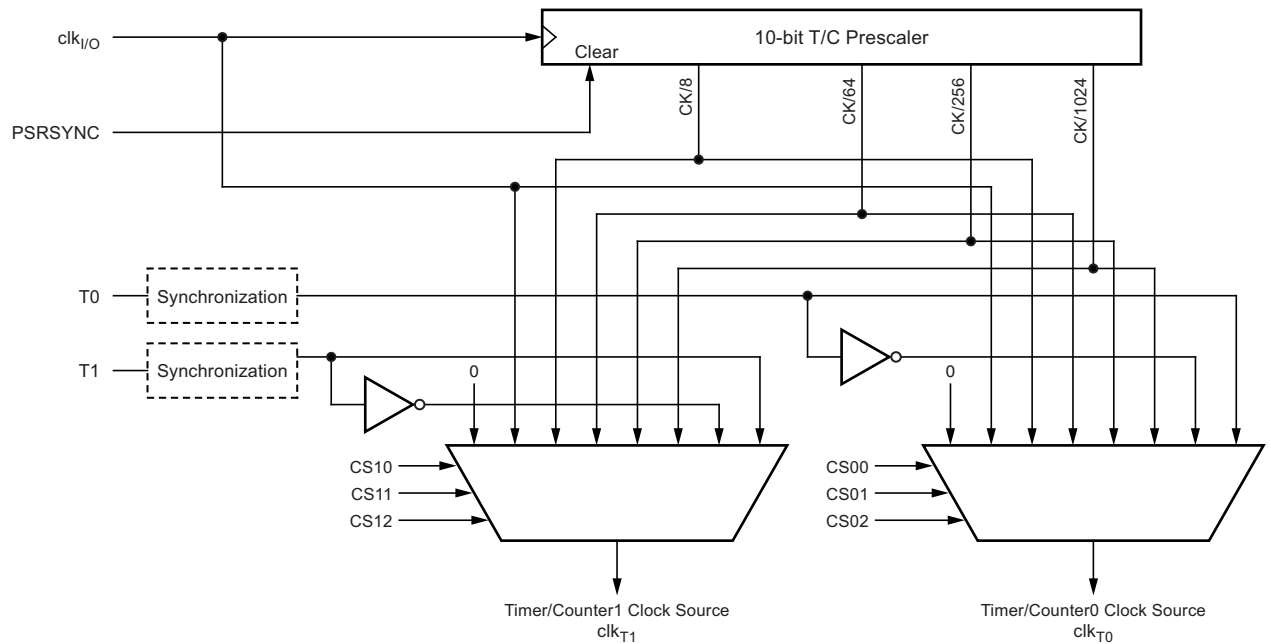 clkI/O
10-bit T/C Prescaler
Clear
PSRSYNC
CK/8
CK/64
CK/256
CK/1024
T0
Synchronization
T1
Synchronization
0
0
CS10
CS11
CS12
CS00
CS01
CS02
Timer/Counter1 Clock Source
clkT1
Timer/Counter0 Clock Source
clkT0